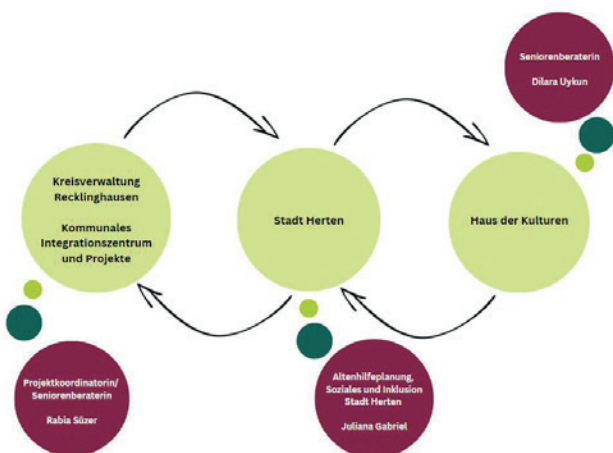 Seniorenberaterin
Dilara Uykun
Kreisverwaltung
Recklinghausen
Kommunales
Integrationszentrum
und Projekte
Stadt Herten
Haus der Kulturen
Projektkoordinatorin/
Seniorenberaterin
Rabia Süzer
Altenhilfeplanung,
Soziales und Inklusion
Stadt Herten
Juliana Gabriel